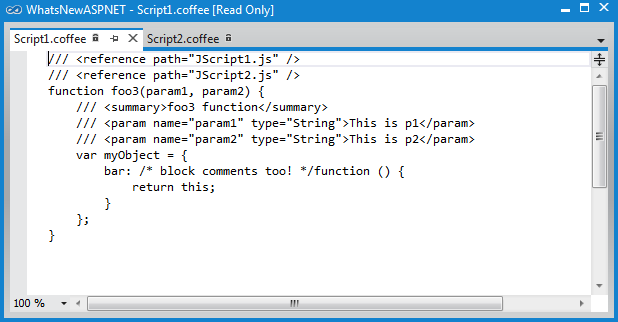 WhatsNewASPNET - Script1.coffee [Read Only]
Script1.coffee Script2.coffee
/// <reference path="JScript1.js" />
/// <reference path="JScript2.js" />
function foo3(param1, param2) {
    /// <summary>foo3 function</summary>
    /// <param name="param1" type="String">This is p1</param>
    /// <param name="param2" type="String">This is p2</param>
    var myObject = {
        bar: /* block comments too! */function () {
            return this;
        }
    };
}
100 %